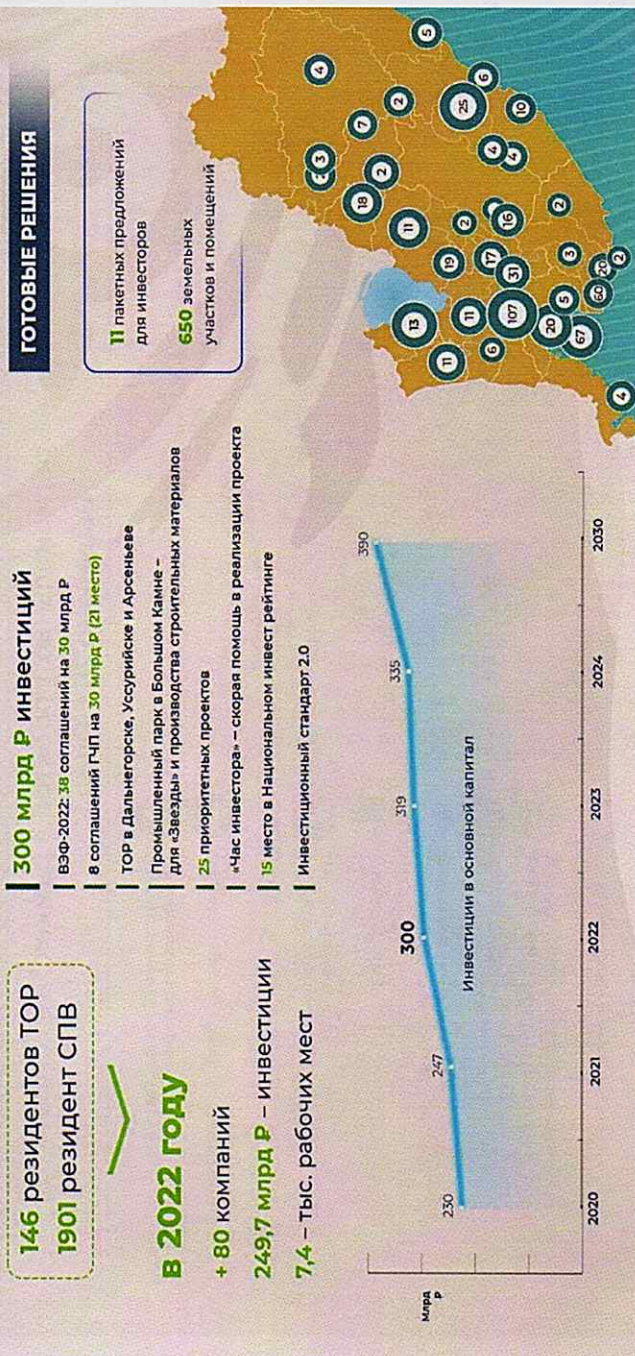 146 резидентов ТОР
1901 резидент СПВ
В 2022 году
+ 80 компаний
249,7 млрд ₽ – инвестиции
7,4 – тыс. рабочих мест
300 млрд ₽ инвестиций
ВЭФ-2022: 38 соглашений на 30 млрд ₽
8 соглашений ГЧП на 30 млрд ₽ (21 место)
ТОР в Дальнегорске, Уссурийске и Арсеньеве
Промышленный парк в Большом Камне –
для «Звезды» и производства строительных материалов
25 приоритетных проектов
«Час инвестора» – скорая помощь в реализации проекта
15 место в Национальном инвест рейтинге
Инвестиционный стандарт 2.0
ГОТОВЫЕ РЕШЕНИЯ
11 пакетных предложений
для инвесторов
650 земельных
участков и помещений
млрд
р
230
247
300
319
335
390
Инвестиции в основной капитал
2020
2021
2022
2023
2024
2030
4
5
3
7
2
6
25
10
18
2
4
4
11
2
16
2
19
17
31
3
13
11
107
5
60
20
2
11
6
20
67
4